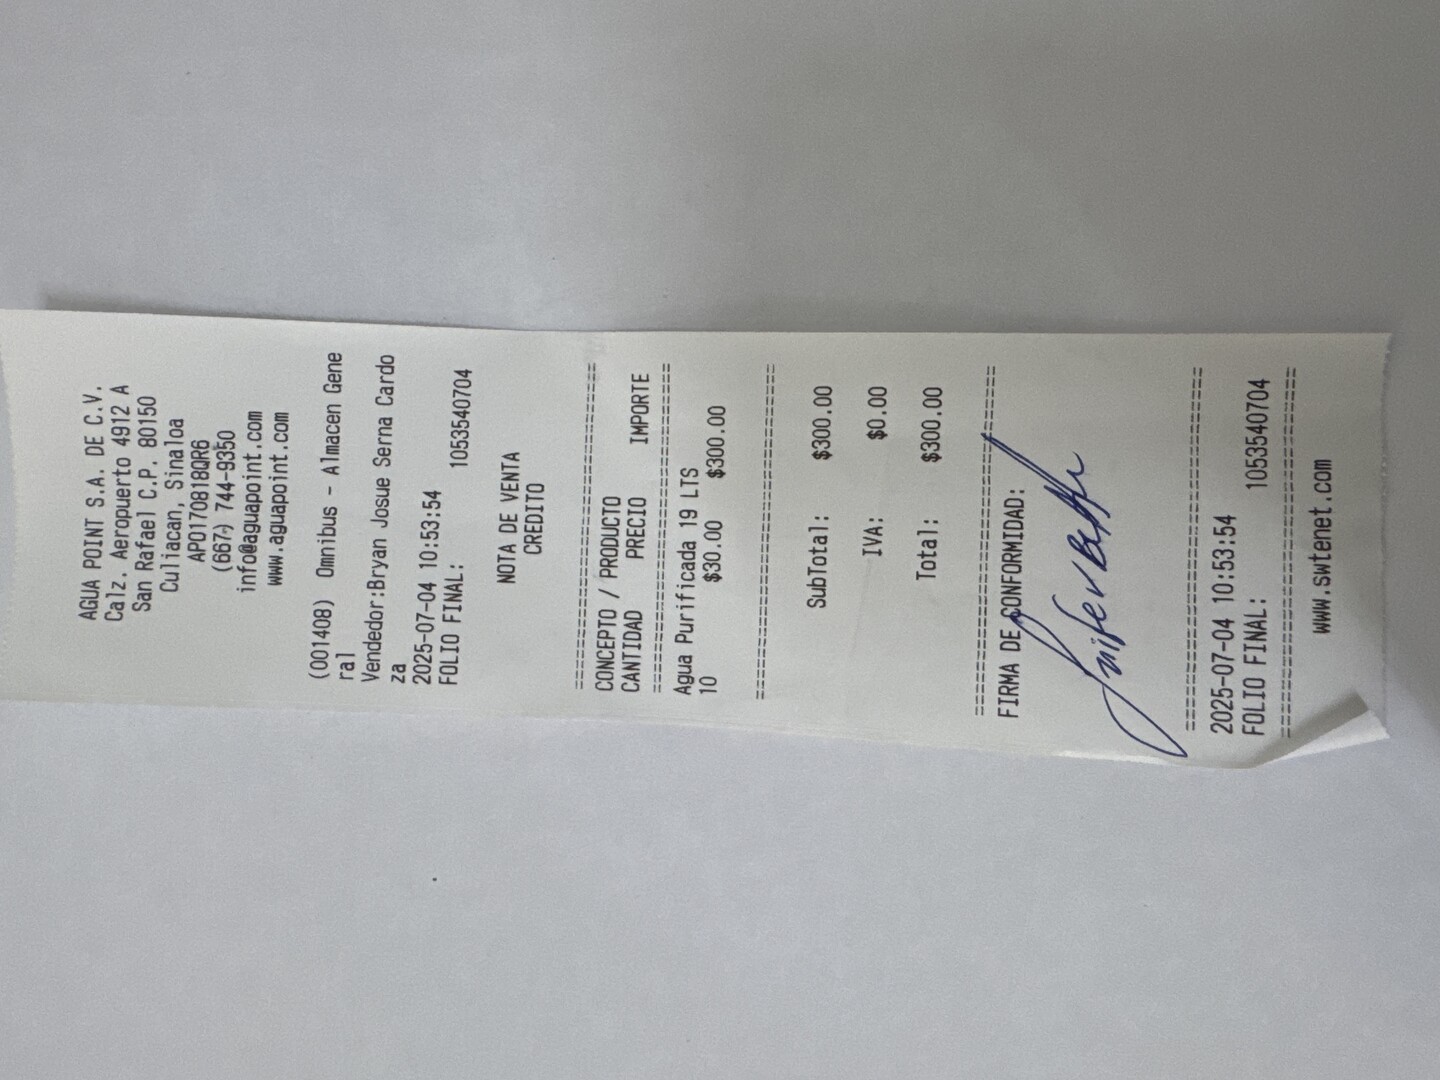 AGUA POINT S.A. DE C.V.
Calz. Aeropuerto 4912 A
San Rafael C.P. 80150
Culiacan, Sinaloa
APO170818QR6
(667) 744-9350
info@aguapoint.com
www.aguapoint.com
(001408) Omnibus - Almacen Gene
ral
Vendedor:Bryan Josue Serna Cardo
za
2025-07-04 10:53:54
FOLIO FINAL: 1053540704
NOTA DE VENTA
CREDITO
================================
CONCEPTO / PRODUCTO
CANTIDAD PRECIO IMPORTE
================================
Agua Purificada 19 LTS
10 $30.00 $300.00
================================
SubTotal: $300.00
IVA: $0.00
Total: $300.00
================================
FIRMA DE CONFORMIDAD:
================================
2025-07-04 10:53:54
FOLIO FINAL: 1053540704
================================
www.swtenet.com